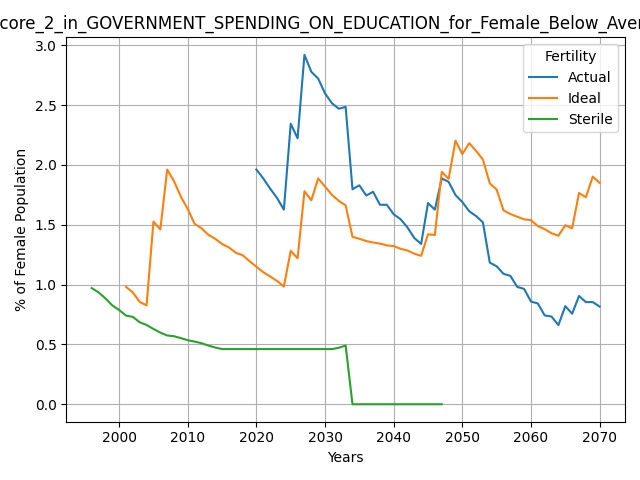 core_2_in_GOVERNMENT_SPENDING_ON_EDUCATION_for_Female_Below_Aver
3.0
2.5
2.0
1.5
1.0
0.5
0.0
% of Female Population
Fertility
Actual
Ideal
Sterile
2000 2010 2020 2030 2040 2050 2060 2070
Years